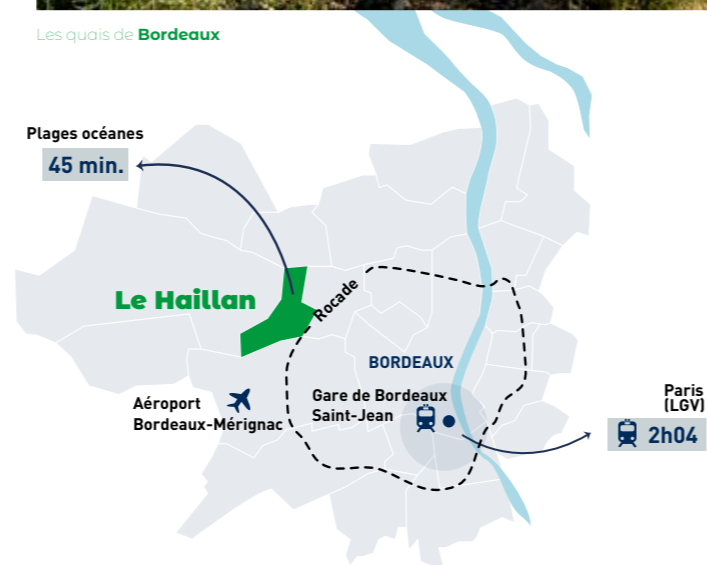 Les quais de Bordeaux
Plages océanes
45 min.
Le Haillan
Rocade
BORDEAUX
Aéroport
Bordeaux-Mérignac
Gare de Bordeaux
Saint-Jean
Paris
(LGV)
2h04